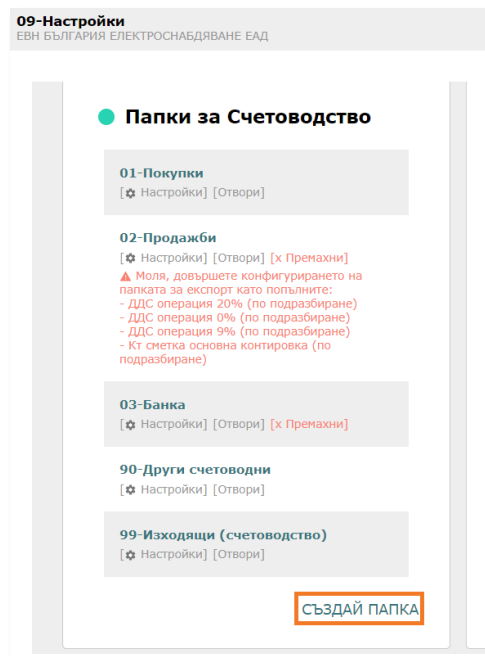 09-Настройки
ЕВН БЪЛГАРИЯ ЕЛЕКТРОСНАБДЯВАНЕ ЕАД
Папки за Счетоводство
01-Покупки
[⚙ Настройки] [Отвори]
02-Продажби
[⚙ Настройки] [Отвори] [x Премахни]
⚠ Моля, довършете конфигурирането на
папката за експорт като попълните:
- ДДС операция 20% (по подразбиране)
- ДДС операция 0% (по подразбиране)
- ДДС операция 9% (по подразбиране)
- Кт сметка основна контировка (по
подразбиране)
03-Банка
[⚙ Настройки] [Отвори] [x Премахни]
90-Други счетоводни
[⚙ Настройки] [Отвори]
99-Изходящи (счетоводство)
[⚙ Настройки] [Отвори]
СЪЗДАЙ ПАПКА